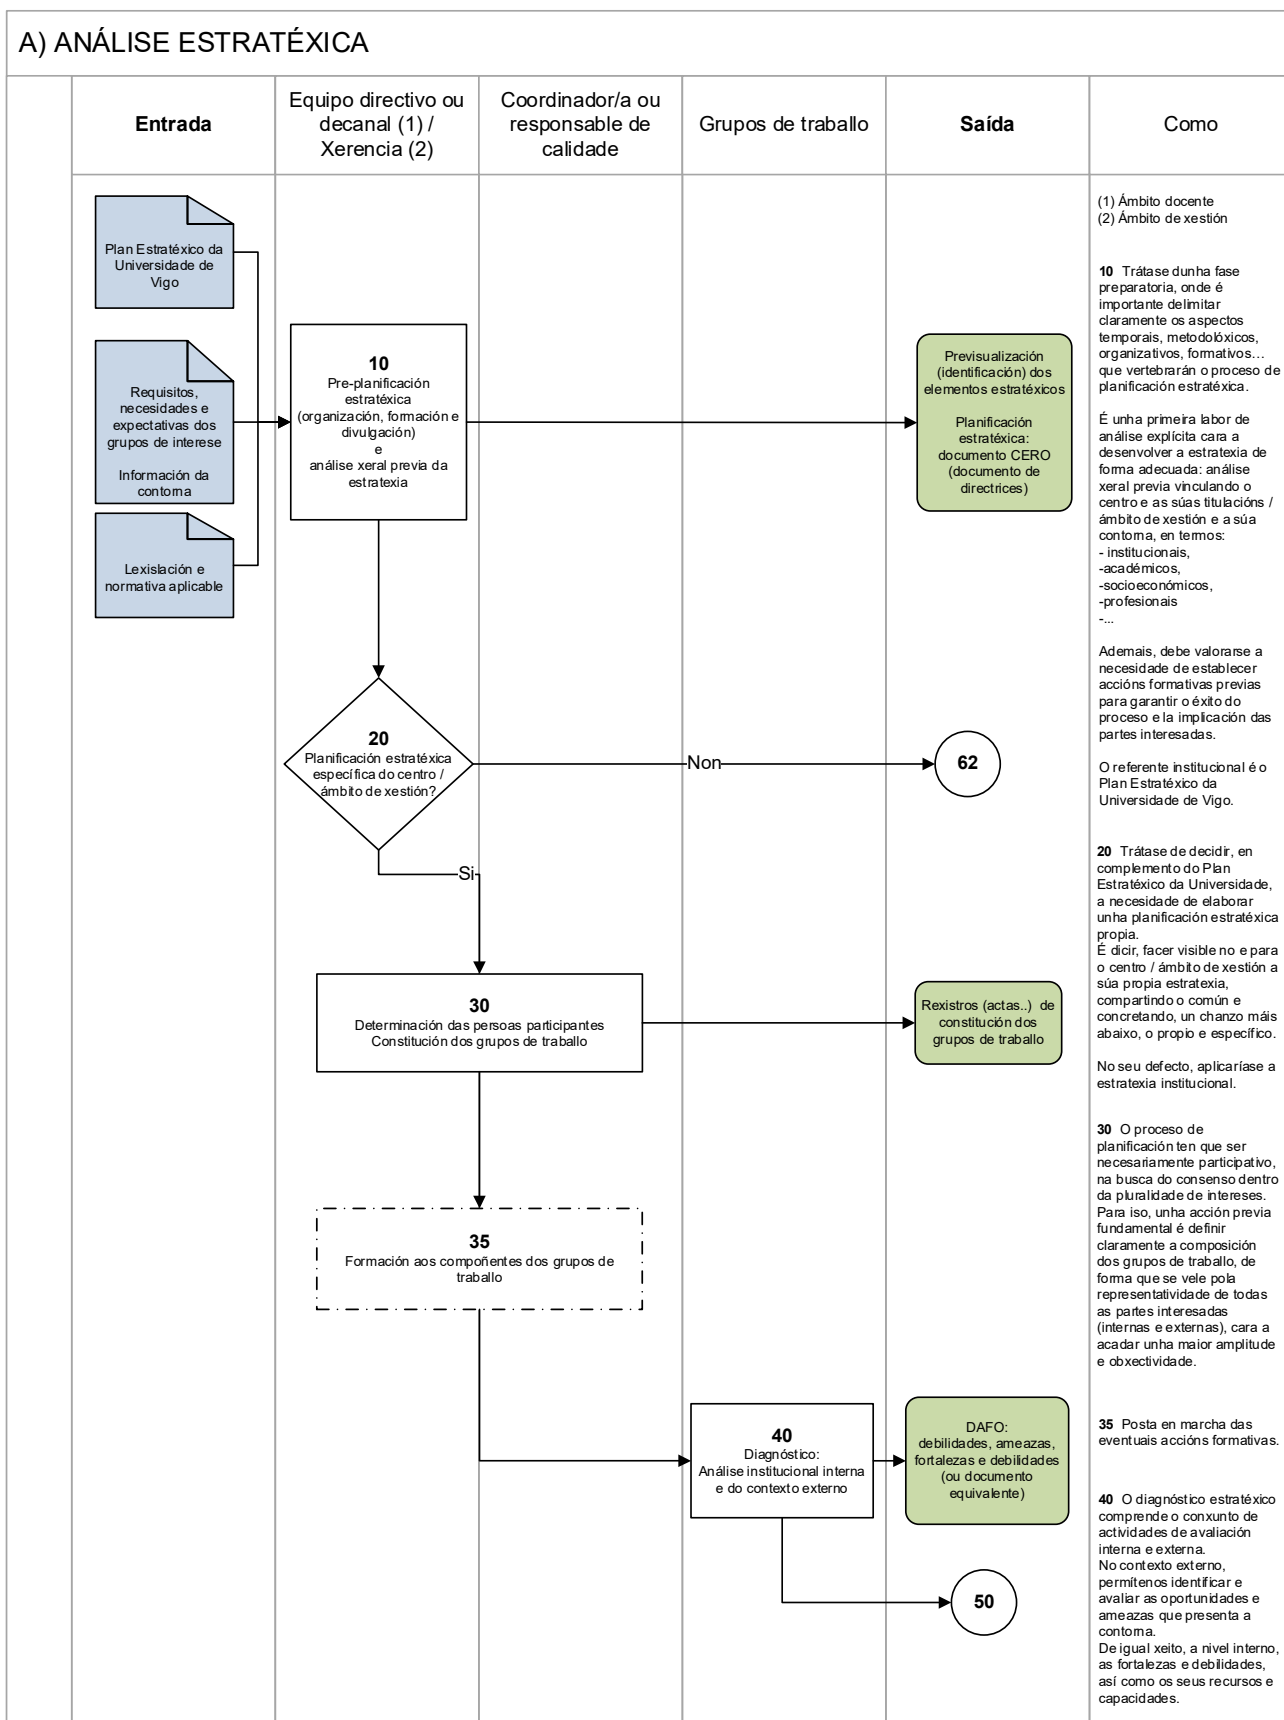 A) ANÁLISE ESTRATÉXICA
Entrada
Equipo directivo ou
decanal (1) /
Xerencia (2)
Coordinador/a ou
responsable de
calidade
Grupos de traballo
Saída
Como
Plan Estratéxico da
Universidade de
Vigo
Requisitos,
necesidades e
expectativas dos
grupos de interese
Información da
contorna
Lexislación e
normativa aplicable
10
Pre-planificación
estratéxica
(organización, formación e
divulgación)
e
análise xeral previa da
estratexia
Previsualización
(identificación) dos
elementos estratéxicos
Planificación
estratéxica:
documento CERO
(documento de
directrices)
20
Planificación estratéxica
específica do centro /
ámbito de xestión?
Non
62
Si
30
Determinación das persoas participantes
Constitución dos grupos de traballo
Rexistros (actas..) de
constitución dos
grupos de traballo
35
Formación aos compoñentes dos grupos de
traballo
40
Diagnóstico:
Análise institucional interna
e do contexto externo
DAFO:
debilidades, ameazas,
fortalezas e debilidades
(ou documento
equivalente)
50
(1) Ámbito docente
(2) Ámbito de xestión
10 Trátase dunha fase
preparatoria, onde é
importante delimitar
claramente os aspectos
temporais, metodolóxicos,
organizativos, formativos…
que vertebrarán o proceso de
planificación estratéxica.
É unha primeira labor de
análise explícita cara a
desenvolver a estratexia de
forma adecuada: análise
xeral previa vinculando o
centro e as súas titulacións /
ámbito de xestión e a súa
contorna, en termos:
- institucionais,
-académicos,
-socioeconómicos,
-profesionais
-...
Ademais, debe valorarse a
necesidade de establecer
accións formativas previas
para garantir o éxito do
proceso e la implicación das
partes interesadas.
O referente institucional é o
Plan Estratéxico da
Universidade de Vigo.
20 Trátase de decidir, en
complemento do Plan
Estratéxico da Universidade,
a necesidade de elaborar
unha planificación estratéxica
propia.
É dicir, facer visible no e para
o centro / ámbito de xestión a
súa propia estratexia,
compartindo o común e
concretando, un chanzo máis
abaixo, o propio e específico.
No seu defecto, aplicaríase a
estratexia institucional.
30 O proceso de
planificación ten que ser
necesariamente participativo,
na busca do consenso dentro
da pluralidade de intereses.
Para iso, unha acción previa
fundamental é definir
claramente a composición
dos grupos de traballo, de
forma que se vele pola
representatividade de todas
as partes interesadas
(internas e externas), cara a
acadar unha maior amplitude
e obxectividade.
35 Posta en marcha das
eventuais accións formativas.
40 O diagnóstico estratéxico
comprende o conxunto de
actividades de avaliación
interna e externa.
No contexto externo,
permítenos identificar e
avaliar as oportunidades e
ameazas que presenta a
contorna.
De igual xeito, a nivel interno,
as fortalezas e debilidades,
así como os seus recursos e
capacidades.